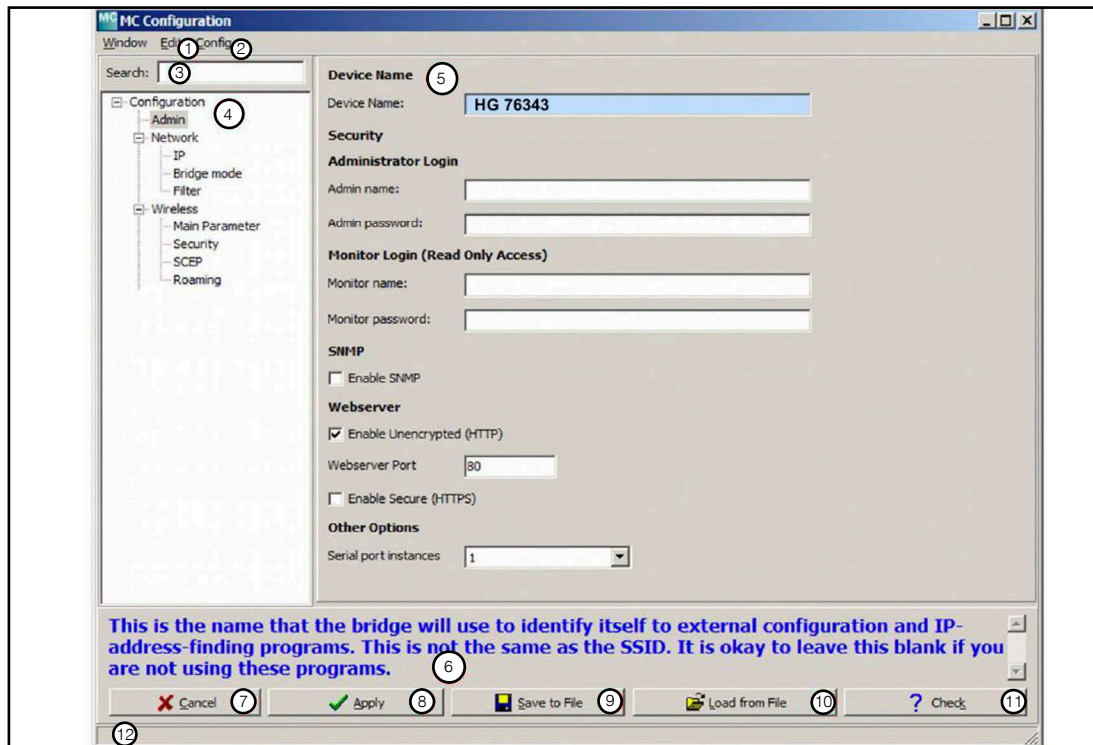 MC MC Configuration
Window Edit Config
1 2
Search: 3
Configuration 4
Admin
Network
IP
Bridge mode
Filter
Wireless
Main Parameter
Security
SCEP
Roaming
Device Name 5
Device Name: HG 76343
Security
Administrator Login
Admin name:
Admin password:
Monitor Login (Read Only Access)
Monitor name:
Monitor password:
SNMP
Enable SNMP
Webserver
Enable Unencrypted (HTTP)
Webserver Port 80
Enable Secure (HTTPS)
Other Options
Serial port instances 1
This is the name that the bridge will use to identify itself to external configuration and IP-
address-finding programs. This is not the same as the SSID. It is okay to leave this blank if you
are not using these programs. 6
Cancel 7 Apply 8 Save to File 9 Load from File 10 ? Check 11
12